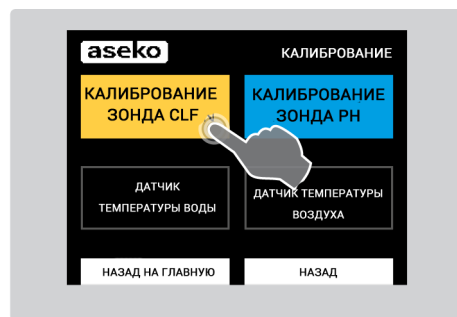 aseko
КАЛИБРОВАНИЕ
КАЛИБРОВАНИЕ
ЗОНДА CLF
КАЛИБРОВАНИЕ
ЗОНДА PH
ДАТЧИК
ТЕМПЕРАТУРЫ ВОДЫ
ДАТЧИК ТЕМПЕРАТУРЫ
ВОЗДУХА
НАЗАД НА ГЛАВНУЮ
НАЗАД